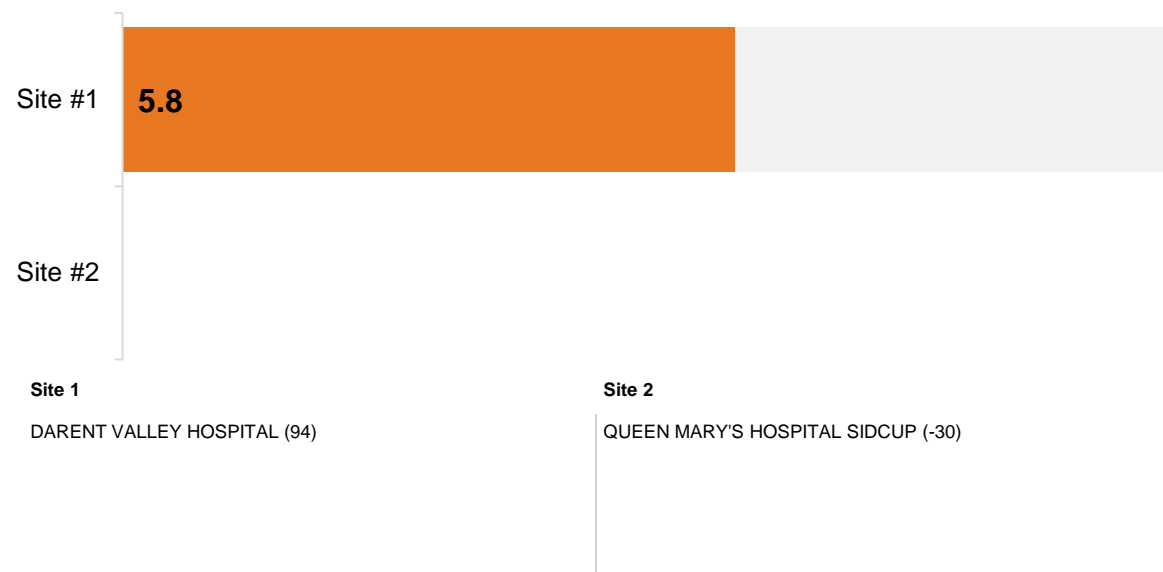 Site #1
5.8
Site #2
Site 1
Site 2
DARENT VALLEY HOSPITAL (94)
QUEEN MARY'S HOSPITAL SIDCUP (-30)